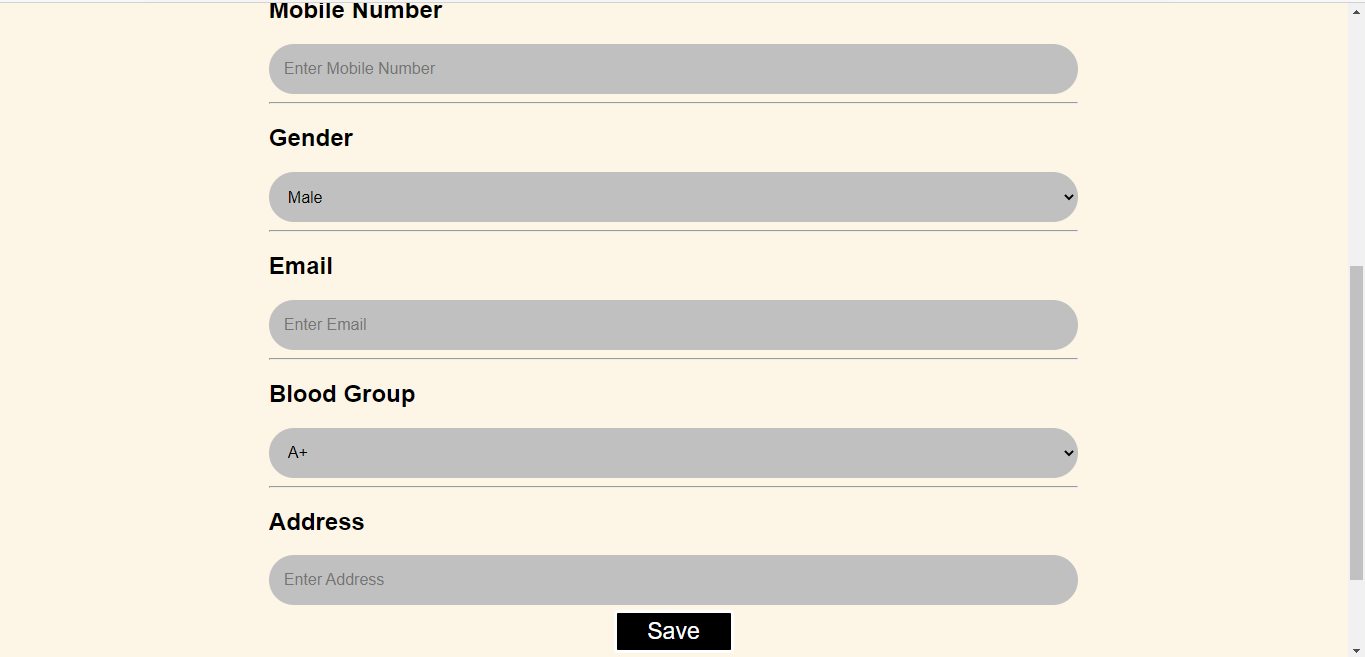 Mobile Number
Enter Mobile Number
Gender
Male
Email
Enter Email
Blood Group
A+
Address
Enter Address
Save